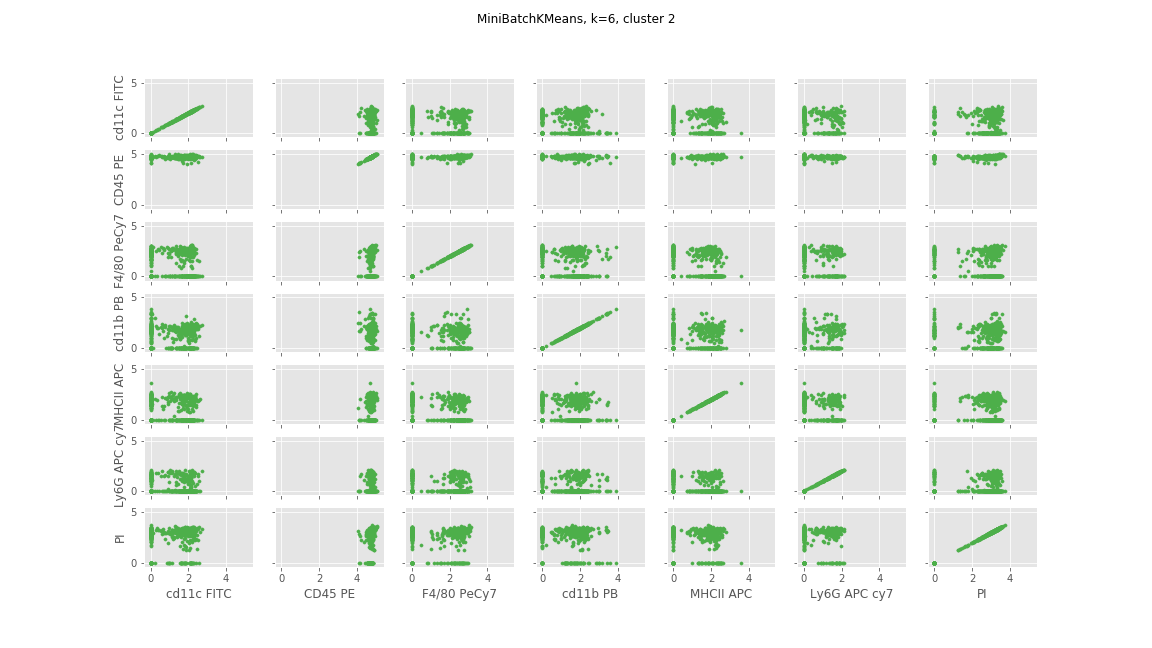 MiniBatchKMeans, k=6, cluster 2
cd11c FITC
5
0
CD45 PE
5
0
F4/80 PeCy7
5
0
cd11b PB
5
0
MHCII APC
5
0
Ly6G APC cy7
5
0
PI
5
0
0 2 4 0 2 4 0 2 4 0 2 4 0 2 4 0 2 4 0 2 4
cd11c FITC CD45 PE F4/80 PeCy7 cd11b PB MHCII APC Ly6G APC cy7 PI